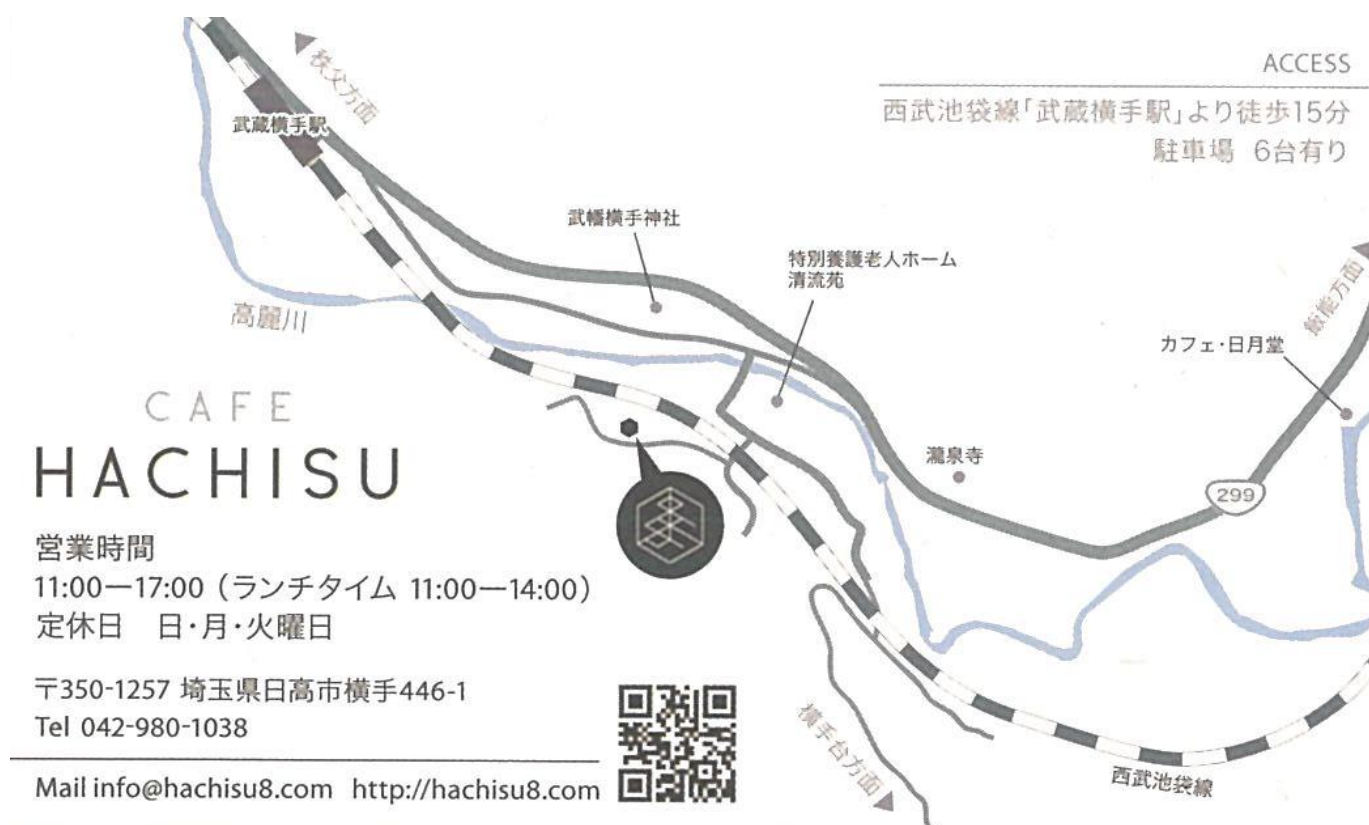 ACCESS
西武池袋線「武蔵横手駅」より徒歩15分
駐車場 6台有り
秩父方面
武蔵横手駅
武幡横手神社
特別養護老人ホーム
清流苑
飯能方面
高麗川
カフェ・日月堂
瀧泉寺
299
CAFE
HACHISU
営業時間
11:00ー17:00（ランチタイム 11:00ー14:00）
定休日 日・月・火曜日
〒350-1257 埼玉県日高市横手446-1
Tel 042-980-1038
横手台方面
西武池袋線
Mail info@hachisu8.com http://hachisu8.com